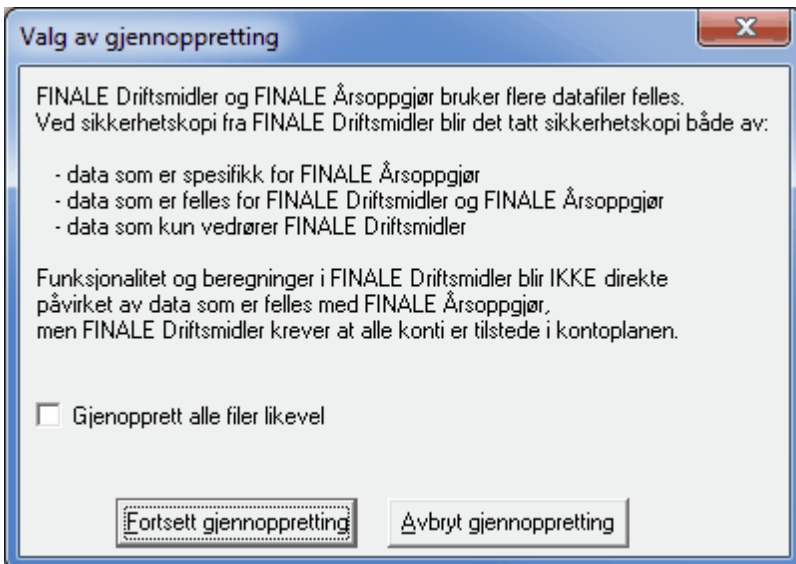 Valg av gjennoppretting
FINALE Driftsmidler og FINALE Årsoppgjør bruker flere datafiler felles.
Ved sikkerhetskopi fra FINALE Driftsmidler blir det tatt sikkerhetskopi både av:
- data som er spesifikk for FINALE Årsoppgjør
- data som er felles for FINALE Driftsmidler og FINALE Årsoppgjør
- data som kun vedrører FINALE Driftsmidler
Funksjonalitet og beregninger i FINALE Driftsmidler blir IKKE direkte
påvirket av data som er felles med FINALE Årsoppgjør,
men FINALE Driftsmidler krever at alle konti er tilstede i kontoplanen.
Gjenopprett alle filer likevel
Fortsett gjennoppretting Avbryt gjennoppretting